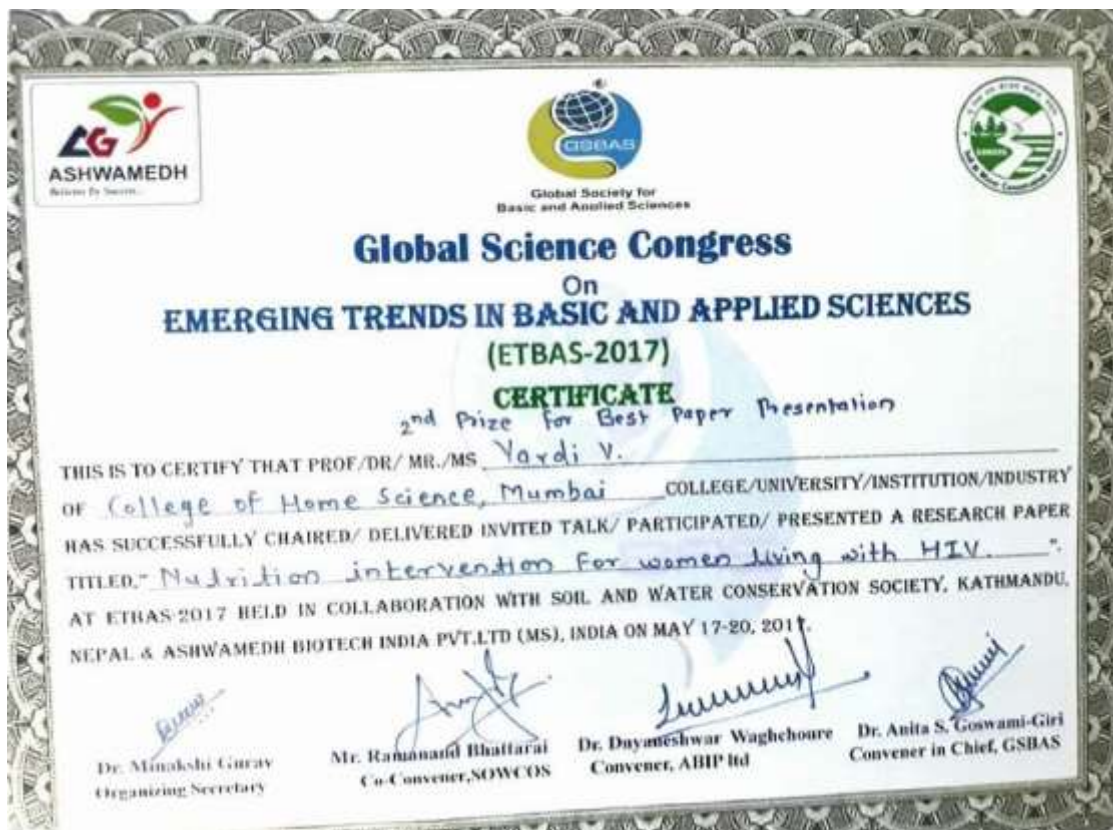 AG
ASHWAMEDH
GSBAS
Global Society for
Basic and Applied Sciences
Global Science Congress
On
EMERGING TRENDS IN BASIC AND APPLIED SCIENCES
(ETBAS-2017)
CERTIFICATE
2nd Prize for Best Paper Presentation
THIS IS TO CERTIFY THAT PROF/DR/ MR./MS Vardi V.
OF College of Home Science, Mumbai COLLEGE/UNIVERSITY/INSTITUTION/INDUSTRY
HAS SUCCESSFULLY CHAIRED/ DELIVERED INVITED TALK/ PARTICIPATED/ PRESENTED A RESEARCH PAPER
TITLED," Nutrition intervention For women living with HIV. ".
AT ETBAS-2017 HELD IN COLLABORATION WITH SOIL AND WATER CONSERVATION SOCIETY, KATHMANDU,
NEPAL & ASHWAMEDH BIOTECH INDIA PVT.LTD (MS), INDIA ON MAY 17-20, 2017.
Dr. Minakshi Gurav
Organizing Secretary
Mr. Ramanand Bhattarai
Co-Convener,SOWCOS
Dr. Dnyaneshwar Waghchoure
Convener, ABIP ltd
Dr. Anita S. Goswami-Giri
Convener in Chief, GSBAS